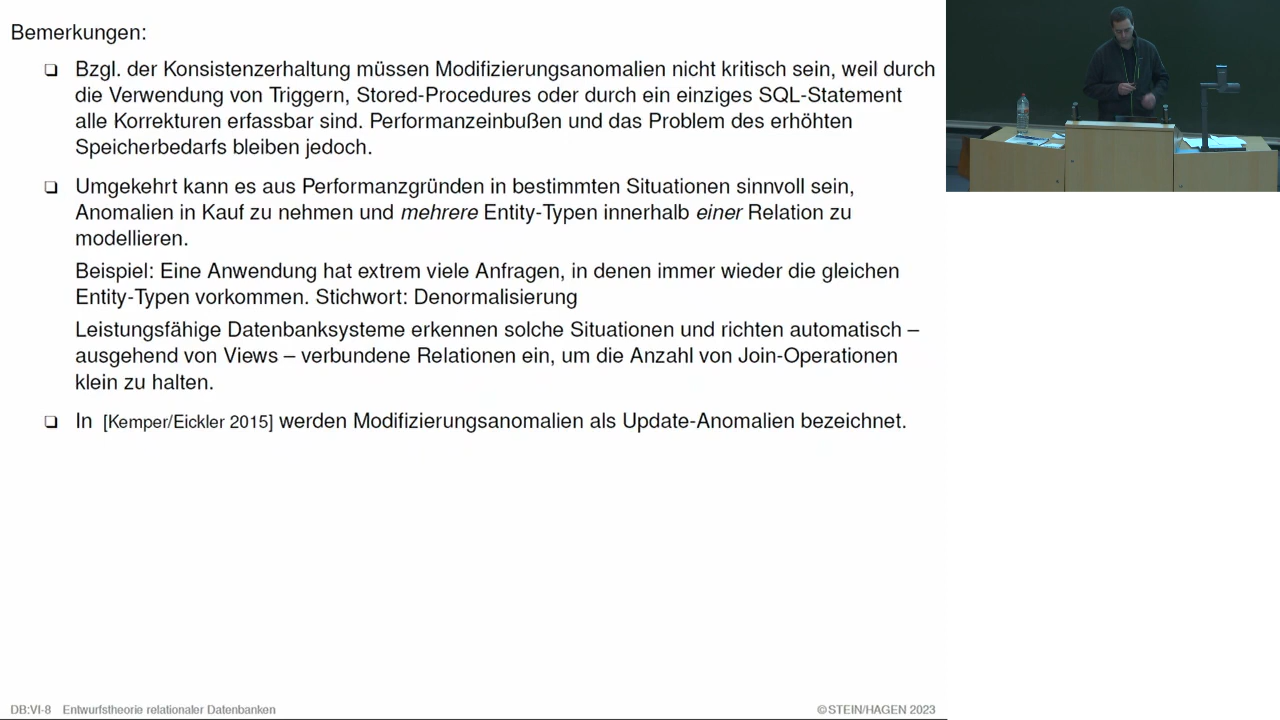 Bemerkungen:
❏ Bzgl. der Konsistenzerhaltung müssen Modifizierungsanomalien nicht kritisch sein, weil durch
die Verwendung von Triggern, Stored-Procedures oder durch ein einziges SQL-Statement
alle Korrekturen erfassbar sind. Performanzeinbußen und das Problem des erhöhten
Speicherbedarfs bleiben jedoch.
❏ Umgekehrt kann es aus Performanzgründen in bestimmten Situationen sinnvoll sein,
Anomalien in Kauf zu nehmen und mehrere Entity-Typen innerhalb einer Relation zu
modellieren.
Beispiel: Eine Anwendung hat extrem viele Anfragen, in denen immer wieder die gleichen
Entity-Typen vorkommen. Stichwort: Denormalisierung
Leistungsfähige Datenbanksysteme erkennen solche Situationen und richten automatisch –
ausgehend von Views – verbundene Relationen ein, um die Anzahl von Join-Operationen
klein zu halten.
❏ In [Kemper/Eickler 2015] werden Modifizierungsanomalien als Update-Anomalien bezeichnet.
DB:VI-8 Entwurfstheorie relationaler Datenbanken
©STEIN/HAGEN 2023